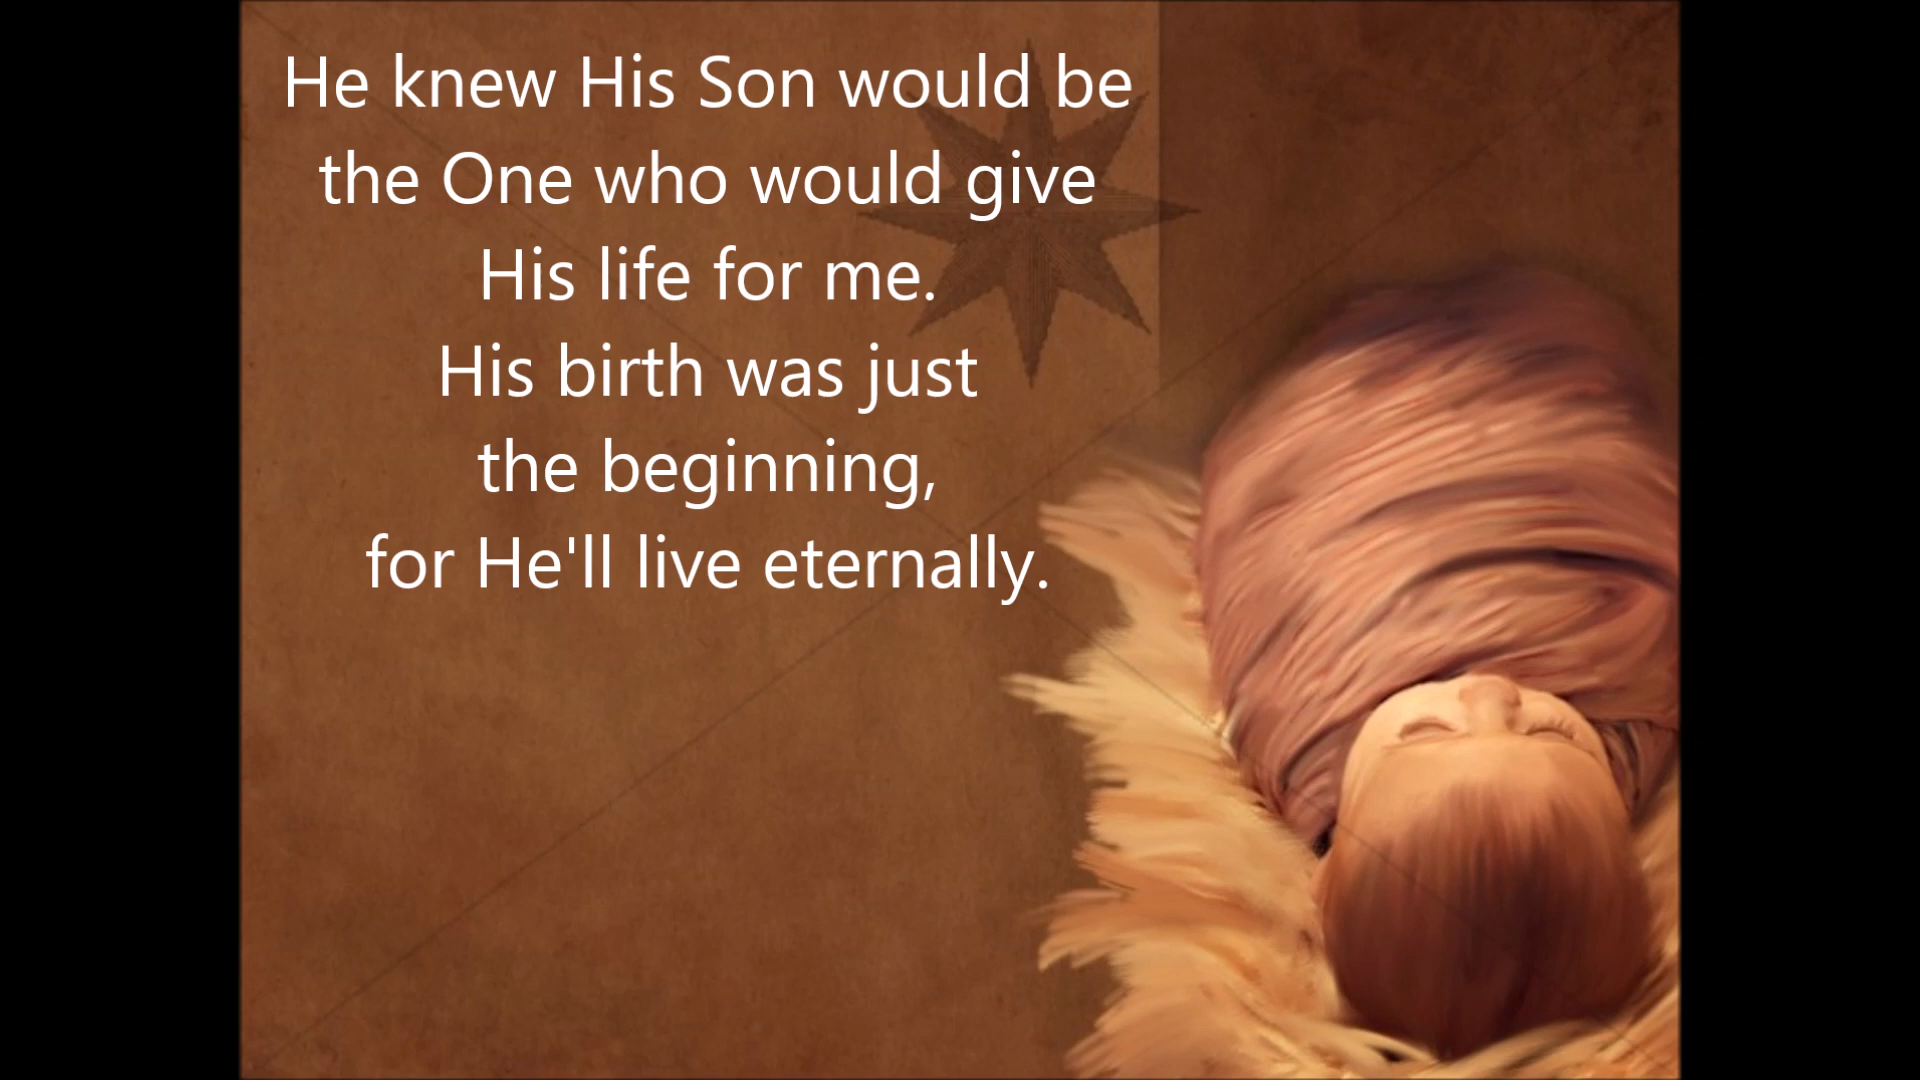 He knew His Son would be
the One who would give
His life for me.
His birth was just
the beginning,
for He'll live eternally.